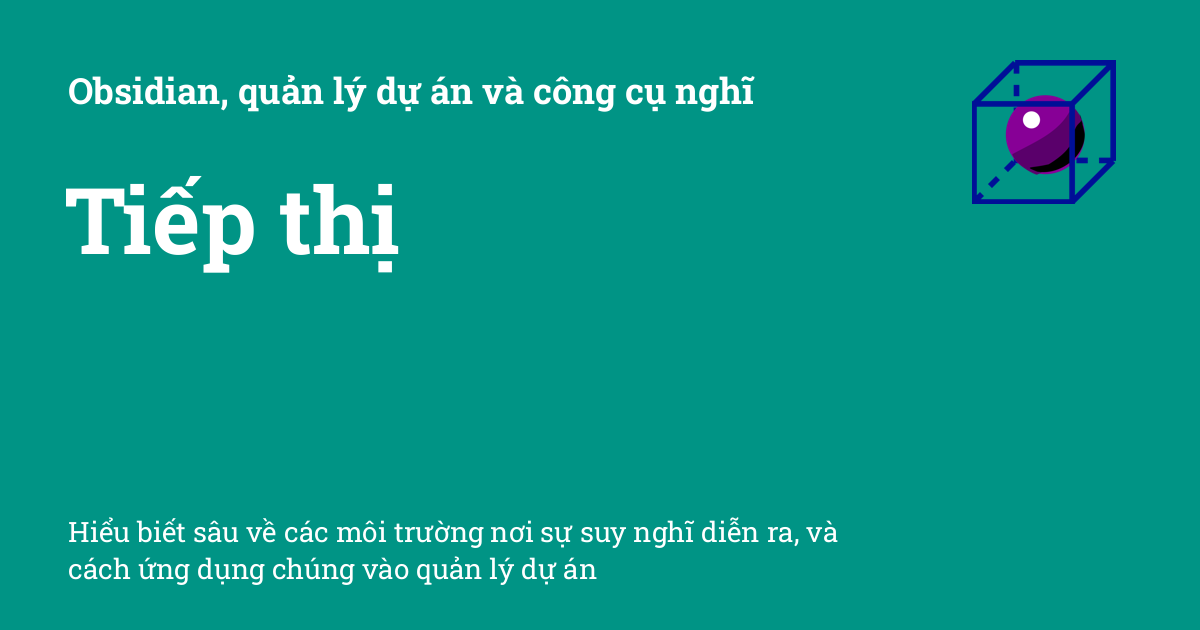 Obsidian, quản lý dự án và công cụ nghĩ
Tiếp thị
Hiểu biết sâu về các môi trường nơi sự suy nghĩ diễn ra, và
cách ứng dụng chúng vào quản lý dự án